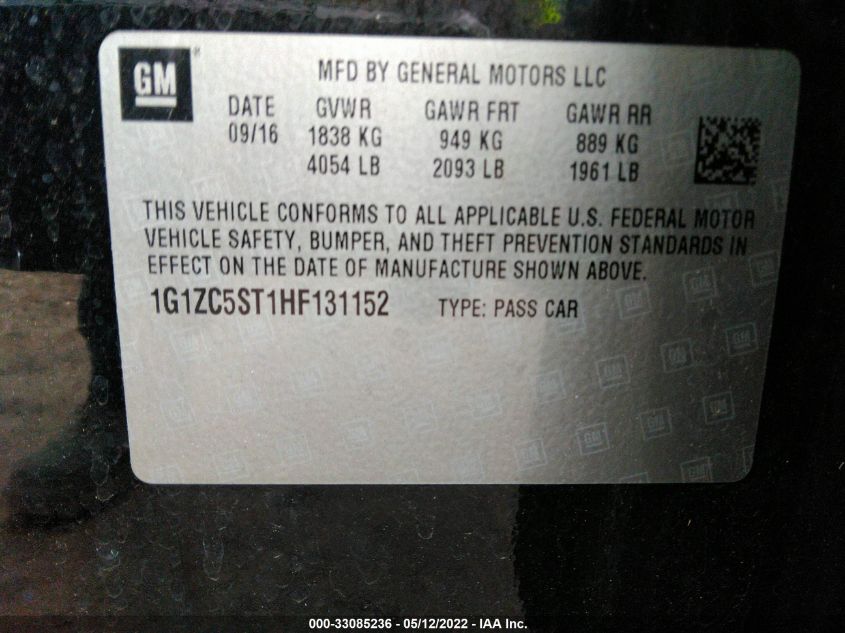 GM
MFD BY GENERAL MOTORS LLC
DATE GVWR GAWR FRT GAWR RR
09/16 1838 KG 949 KG 889 KG
4054 LB 2093 LB 1961 LB
THIS VEHICLE CONFORMS TO ALL APPLICABLE U.S. FEDERAL MOTOR
VEHICLE SAFETY, BUMPER, AND THEFT PREVENTION STANDARDS IN
EFFECT ON THE DATE OF MANUFACTURE SHOWN ABOVE.
1G1ZC5ST1HF131152 TYPE: PASS CAR
000-33085236 - 05/12/2022 - IAA Inc.